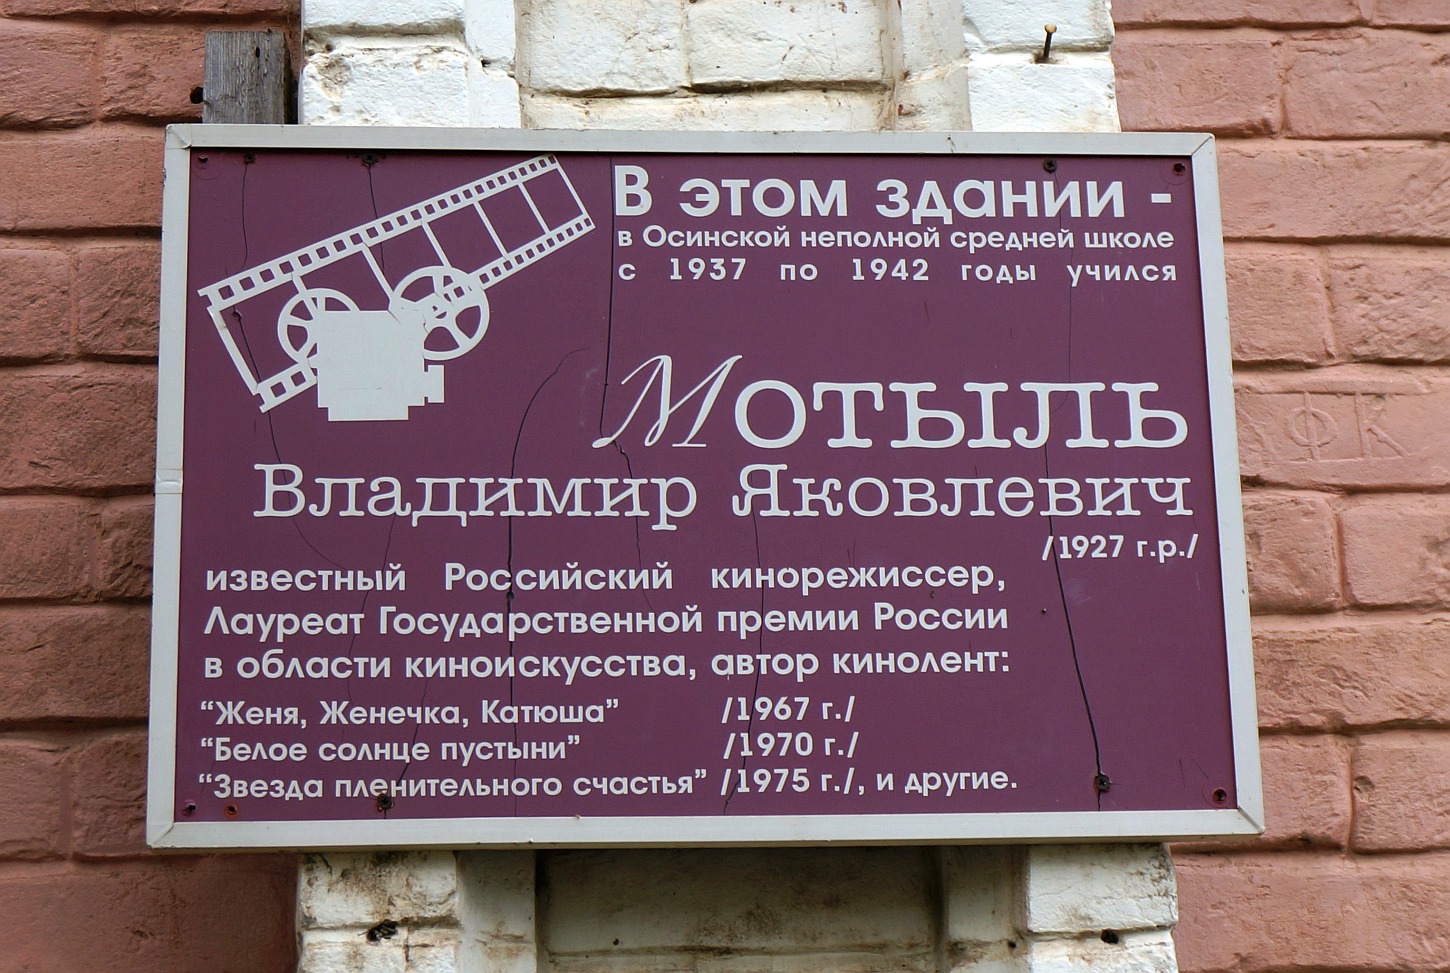 В этом здании -
в Осинской неполной средней школе
с 1937 по 1942 годы учился
Мотыль
Владимир Яковлевич
/1927 г.р./
известный Российский кинорежиссер,
Лауреат Государственной премии России
в области киноискусства, автор кинолент:
“Женя, Женечка, Катюша” /1967 г./
“Белое солнце пустыни” /1970 г./
“Звезда пленительного счастья” /1975 г./, и другие.
ФК